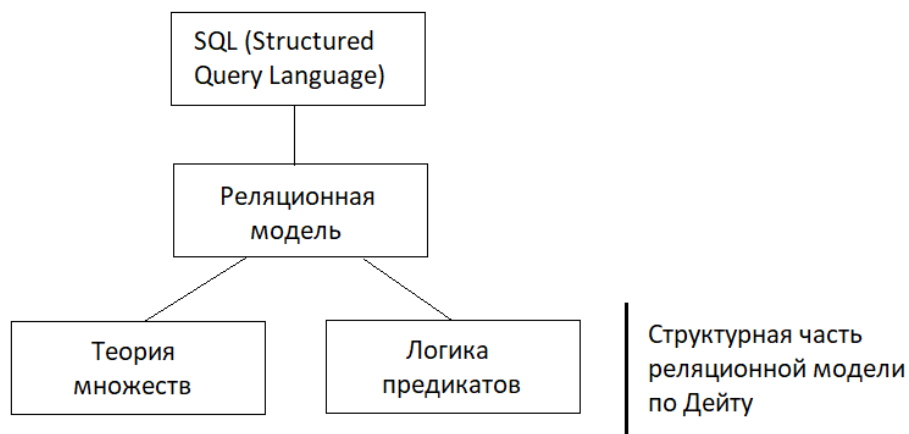 SQL (Structured
Query Language)
Реляционная
модель
Теория
множеств
Логика
предикатов
Структурная часть
реляционной модели
по Дейту